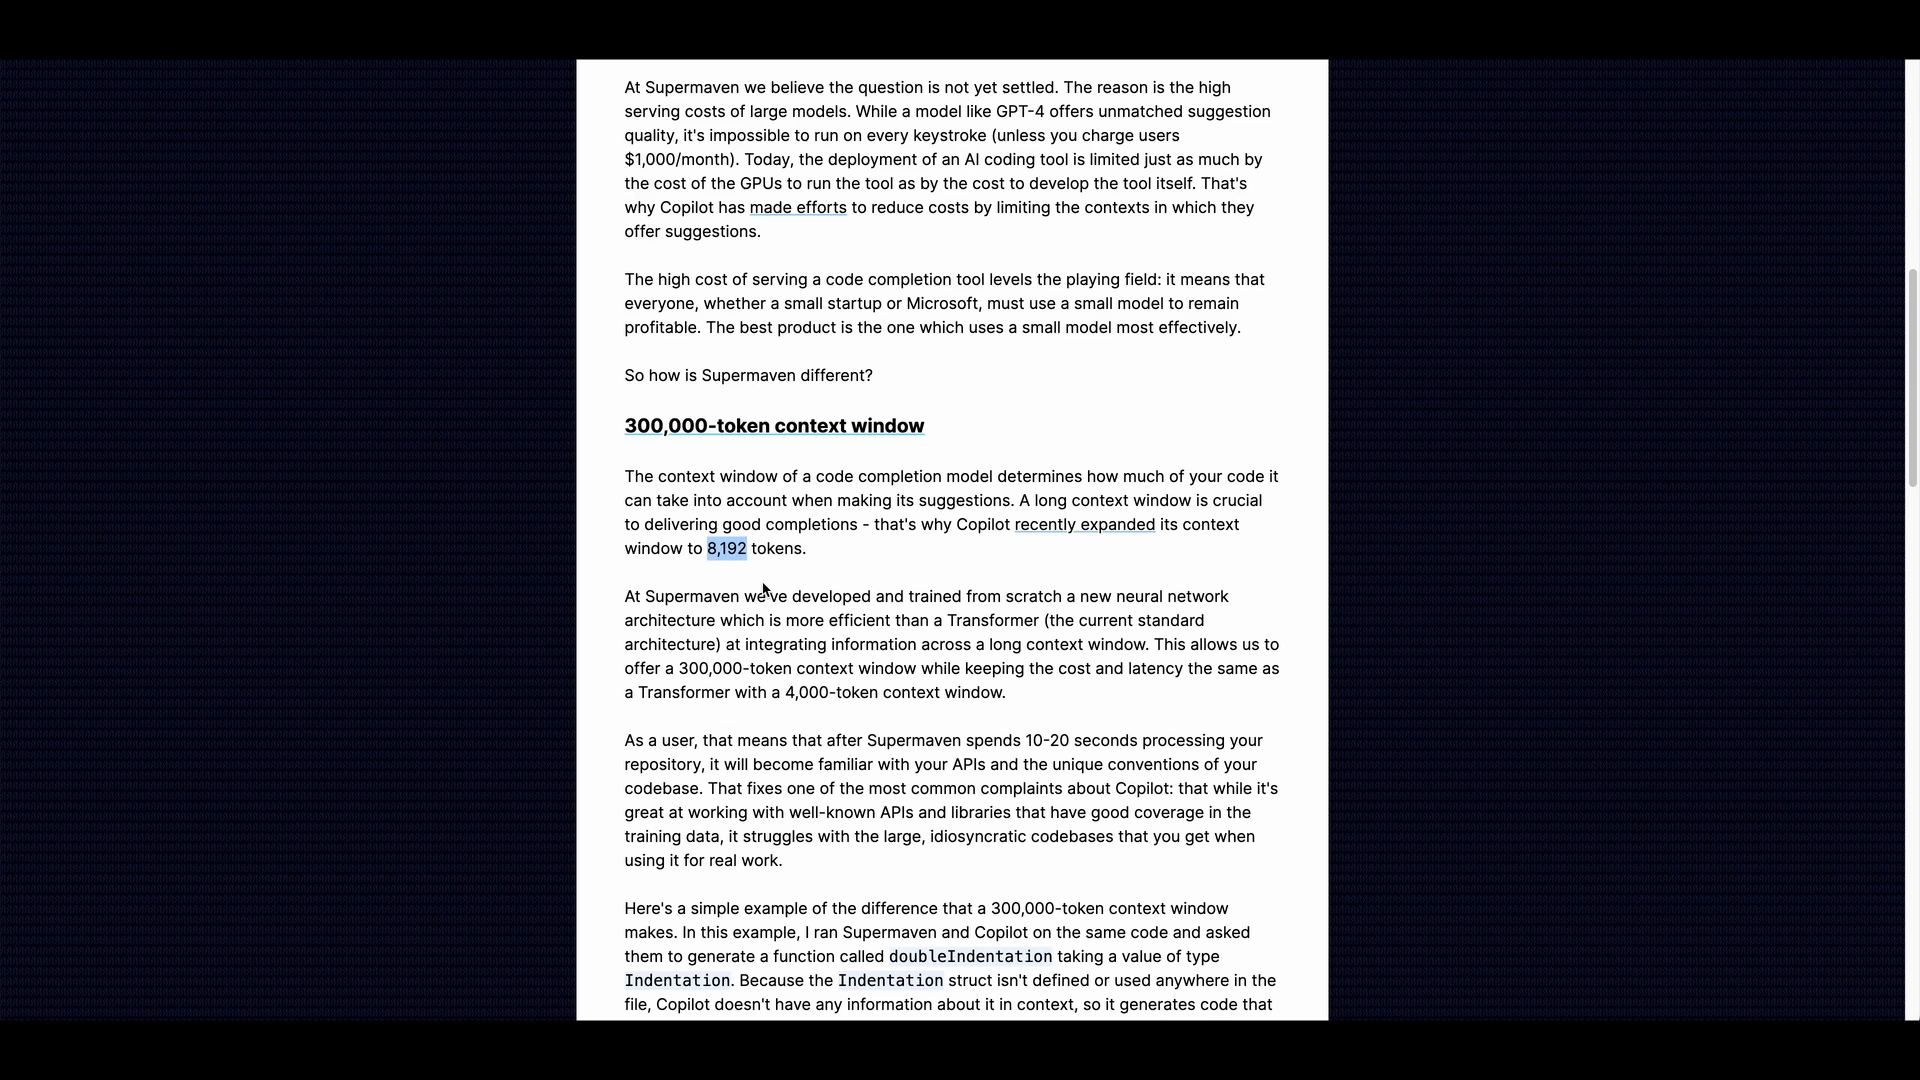 At Supermaven we believe the question is not yet settled. The reason is the high
serving costs of large models. While a model like GPT-4 offers unmatched suggestion
quality, it's impossible to run on every keystroke (unless you charge users
$1,000/month). Today, the deployment of an AI coding tool is limited just as much by
the cost of the GPUs to run the tool as by the cost to develop the tool itself. That's
why Copilot has made efforts to reduce costs by limiting the contexts in which they
offer suggestions.
The high cost of serving a code completion tool levels the playing field: it means that
everyone, whether a small startup or Microsoft, must use a small model to remain
profitable. The best product is the one which uses a small model most effectively.
So how is Supermaven different?
300,000-token context window
The context window of a code completion model determines how much of your code it
can take into account when making its suggestions. A long context window is crucial
to delivering good completions - that's why Copilot recently expanded its context
window to 8,192 tokens.
At Supermaven we've developed and trained from scratch a new neural network
architecture which is more efficient than a Transformer (the current standard
architecture) at integrating information across a long context window. This allows us to
offer a 300,000-token context window while keeping the cost and latency the same as
a Transformer with a 4,000-token context window.
As a user, that means that after Supermaven spends 10-20 seconds processing your
repository, it will become familiar with your APIs and the unique conventions of your
codebase. That fixes one of the most common complaints about Copilot: that while it's
great at working with well-known APIs and libraries that have good coverage in the
training data, it struggles with the large, idiosyncratic codebases that you get when
using it for real work.
Here's a simple example of the difference that a 300,000-token context window
makes. In this example, I ran Supermaven and Copilot on the same code and asked
them to generate a function called doubleIndentation taking a value of type
Indentation. Because the Indentation struct isn't defined or used anywhere in the
file, Copilot doesn't have any information about it in context, so it generates code that